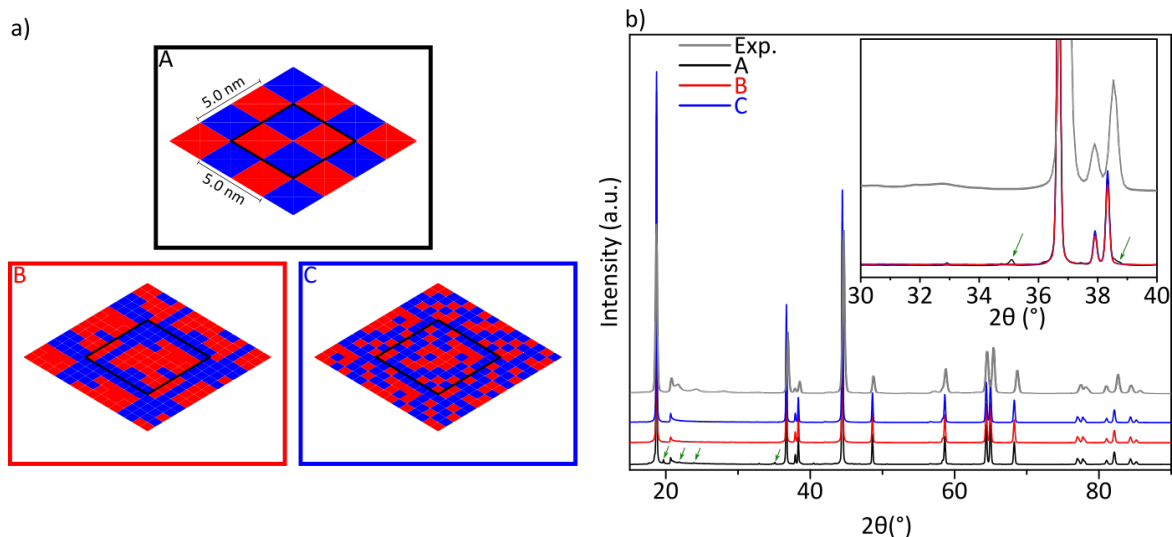 a)
A
5.0 nm
5.0 nm
B
C
b)
Exp.
A
B
C
Intensity (a.u.)
30 32 34 36 38 40
2θ (°)
20 40 60 80
2θ(°)